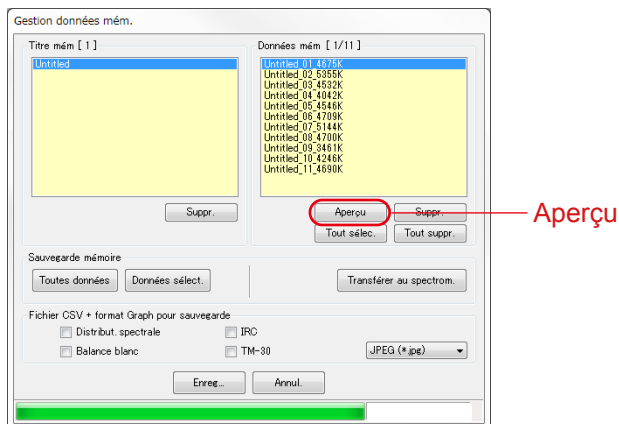 Gestion données mém.
Titre mém [ 1 ]
Untitled
Suppr.
Données mém [ 1/11 ]
Untitled_01_4675K
Untitled_02_5355K
Untitled_03_4532K
Untitled_04_4042K
Untitled_05_4546K
Untitled_06_4709K
Untitled_07_5144K
Untitled_08_4700K
Untitled_09_3461K
Untitled_10_4246K
Untitled_11_4690K
Aperçu Suppr.
Aperçu
Tout sélec. Tout suppr.
Sauvegarde mémoire
Toutes données Données sélect. Transférer au spectrom.
Fichier CSV + format Graph pour sauvegarde
Distribut. spectrale IRC
Balance blanc TM-30 JPEG (*.jpg)
Enreg... Annul.